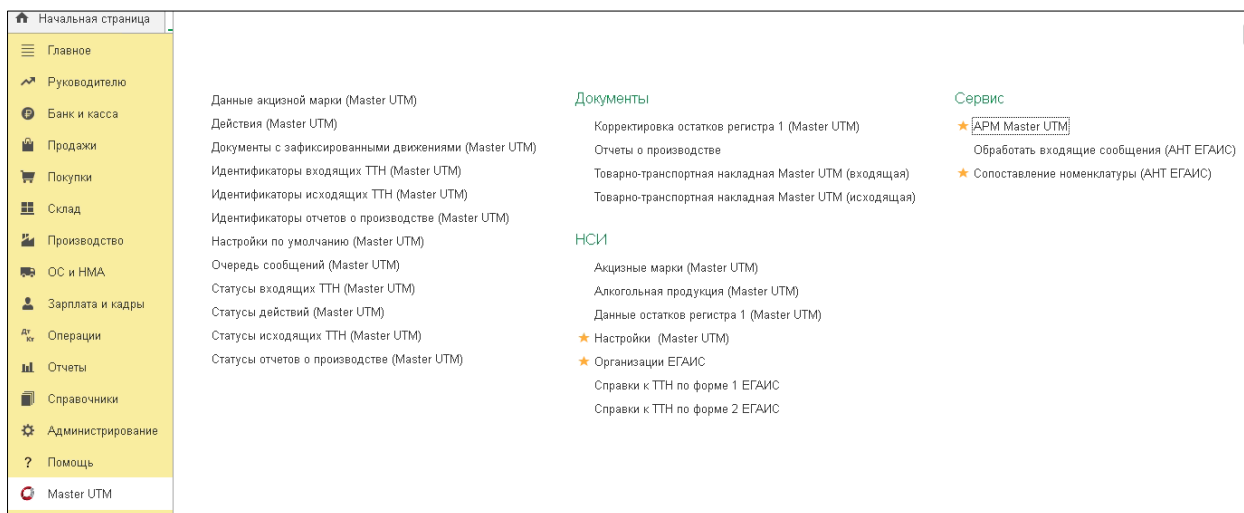 Начальная страница
Главное
Руководителю
Банк и касса
Продажи
Покупки
Склад
Производство
ОС и НМА
Зарплата и кадры
Дт Кт Операции
Отчеты
Справочники
Администрирование
? Помощь
Master UTM
Данные акцизной марки (Master UTM)
Действия (Master UTM)
Документы с зафиксированными движениями (Master UTM)
Идентификаторы входящих ТТН (Master UTM)
Идентификаторы исходящих ТТН (Master UTM)
Идентификаторы отчетов о производстве (Master UTM)
Настройки по умолчанию (Master UTM)
Очередь сообщений (Master UTM)
Статусы входящих ТТН (Master UTM)
Статусы действий (Master UTM)
Статусы исходящих ТТН (Master UTM)
Статусы отчетов о производстве (Master UTM)
Документы
Корректировка остатков регистра 1 (Master UTM)
Отчеты о производстве
Товарно-транспортная накладная Master UTM (входящая)
Товарно-транспортная накладная Master UTM (исходящая)
НСИ
Акцизные марки (Master UTM)
Алкогольная продукция (Master UTM)
Данные остатков регистра 1 (Master UTM)
Настройки (Master UTM)
Организации ЕГАИС
Справки к ТТН по форме 1 ЕГАИС
Справки к ТТН по форме 2 ЕГАИС
Сервис
АРМ Master UTM
Обработать входящие сообщения (АНТ ЕГАИС)
Сопоставление номенклатуры (АНТ ЕГАИС)